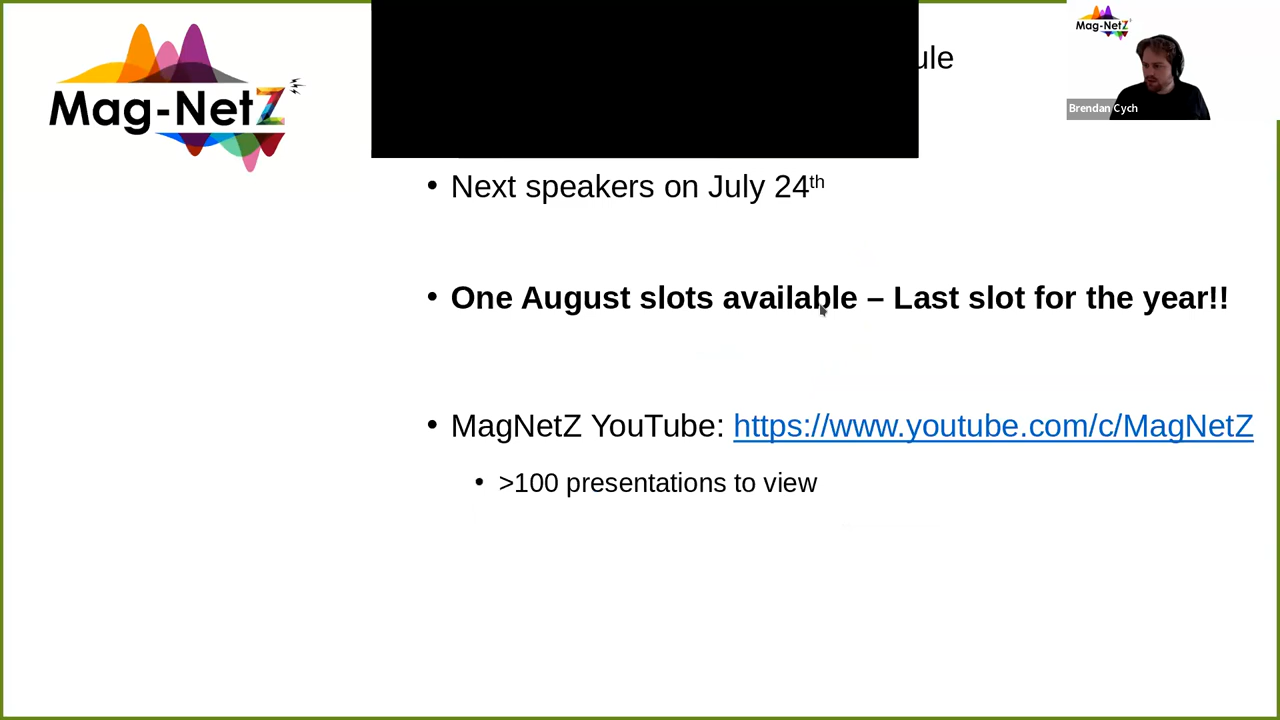 Mag-NetZ
Mag-NetZ
Brendan Cych
• Next speakers on July 24th
• One August slots available – Last slot for the year!!
• MagNetZ YouTube: https://www.youtube.com/c/MagNetZ
• >100 presentations to view